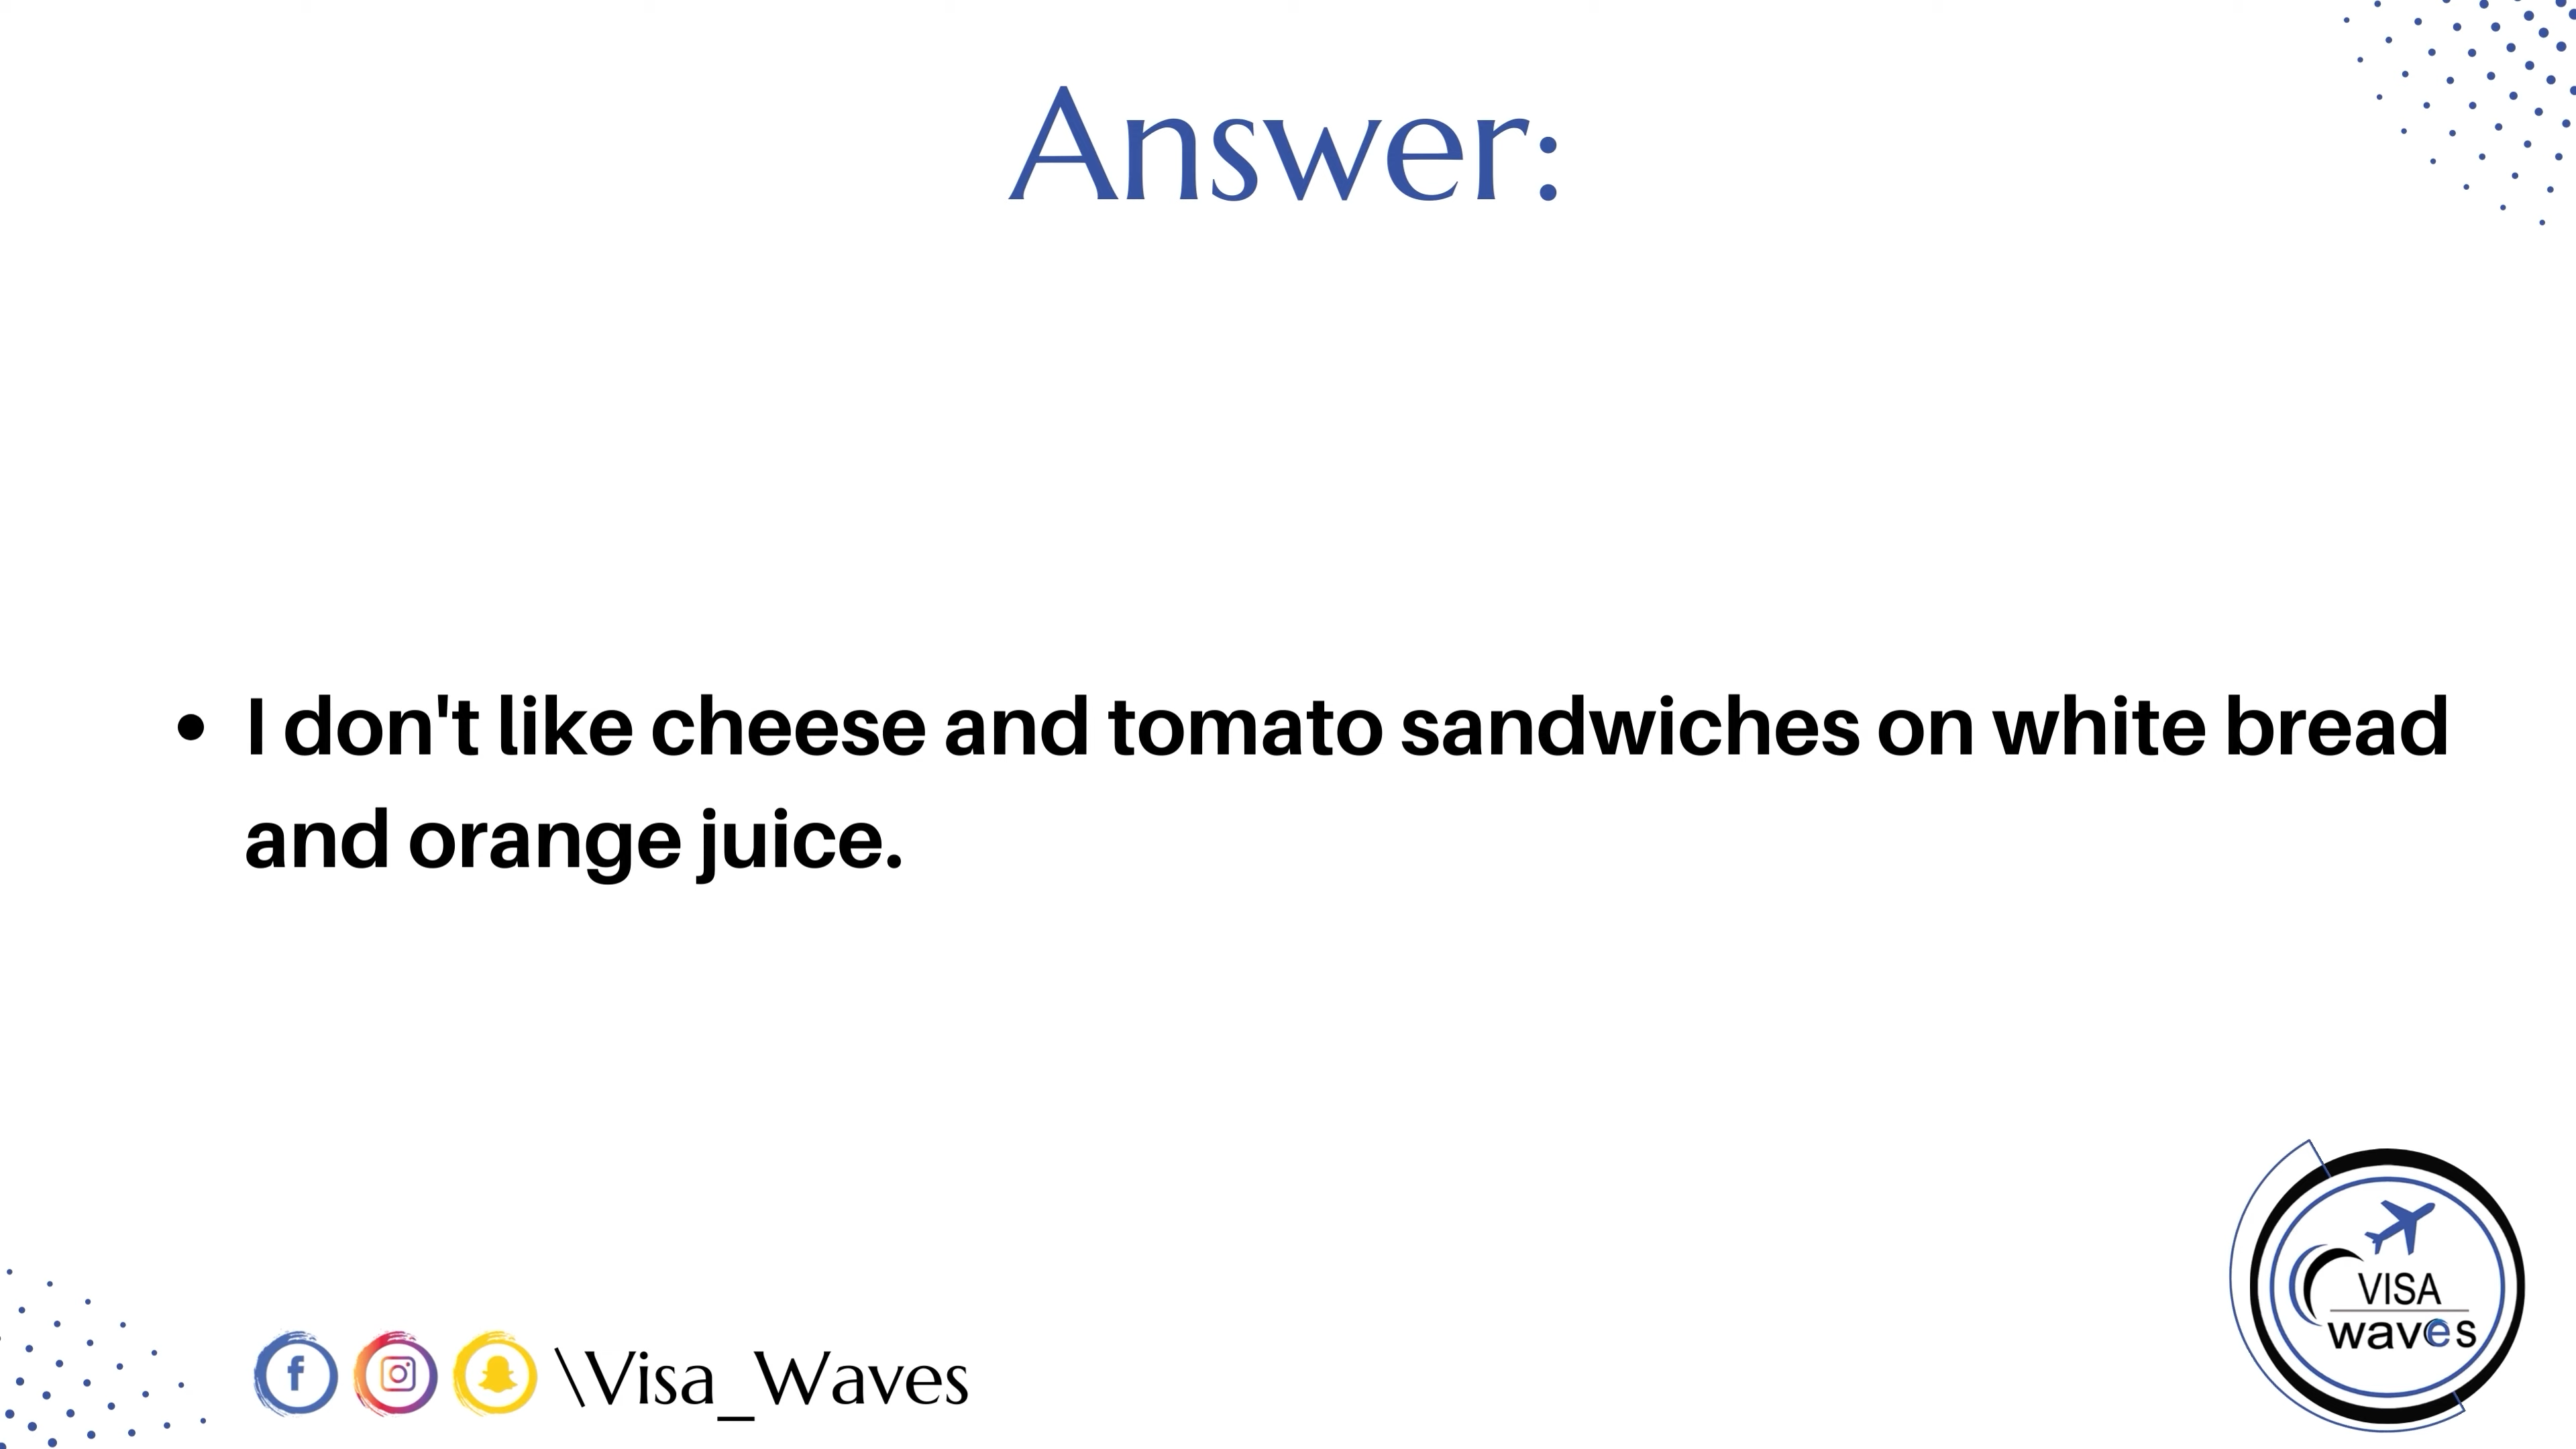 Answer:
• I don't like cheese and tomato sandwiches on white bread
and orange juice.
\Visa_Waves
VISA
waves